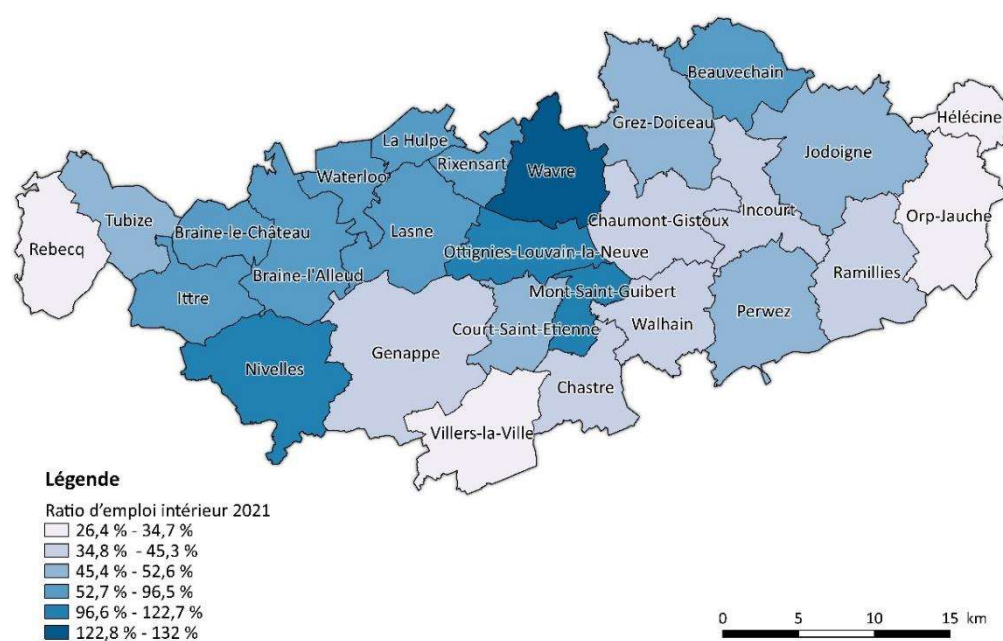 Beauvechain
Hélécine
Grez-Doiceau
La Hulpe
Jodoigne
Rixensart
Wavre
Waterloo
Incourt
Orp-Jauche
Tubize
Chaumont-Gistoux
Braine-le-Château
Lasne
Rebecq
Ottignies-Louvain-la-Neuve
Ramillies
Braine-l'Alleud
Mont-Saint-Guibert
Ittre
Perwez
Walhain
Court-Saint-Etienne
Genappe
Nivelles
Chastre
Villers-la-Ville
Légende
Ratio d'emploi intérieur 2021
26,4 % - 34,7 %
34,8 % - 45,3 %
45,4 % - 52,6 %
52,7 % - 96,5 %
96,6 % - 122,7 %
122,8 % - 132 %
0 5 10 15 km